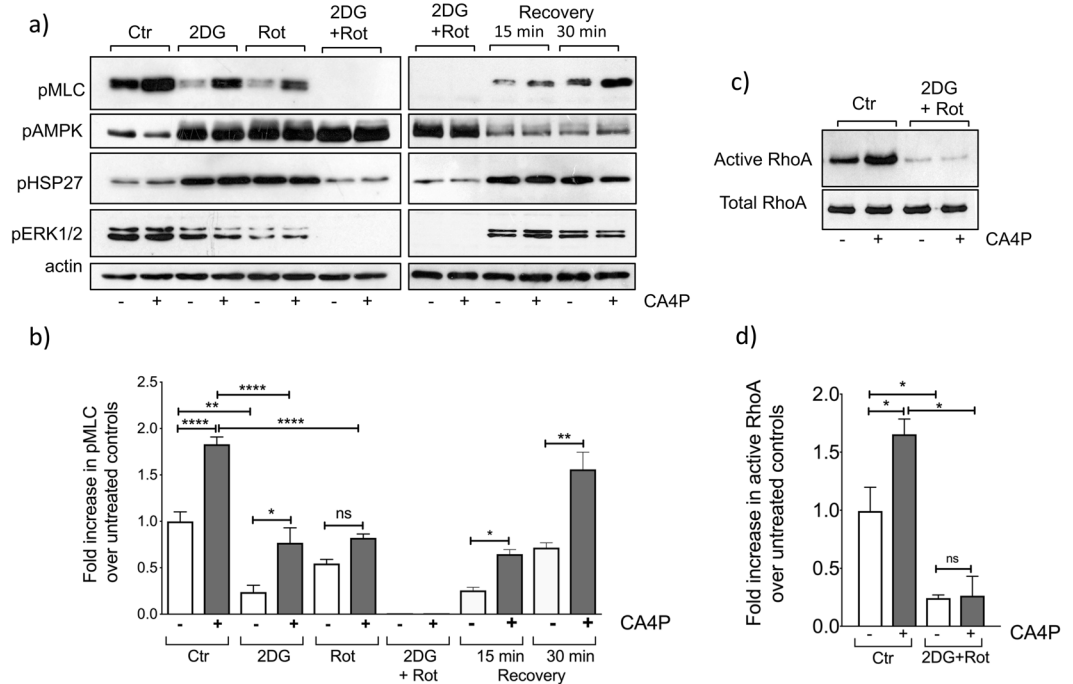 a)
Ctr 2DG Rot 2DG +Rot 2DG +Rot Recovery 15 min 30 min
pMLC
pAMPK
pHSP27
pERK1/2
actin
- + - + - + - + - + - + - + CA4P
c)
Ctr 2DG + Rot
Active RhoA
Total RhoA
- + - + CA4P
b)
Fold increase in pMLC
over untreated controls
2.5
2.0
1.5
1.0
0.5
0.0
**** ** **** **** * ns * **
- + - + - + - + - + - + CA4P
Ctr 2DG Rot 2DG + Rot 15 min 30 min
Recovery
d)
Fold increase in active RhoA
over untreated controls
2.0
1.5
1.0
0.5
0.0
* * * ns
- + - + CA4P
Ctr 2DG+Rot